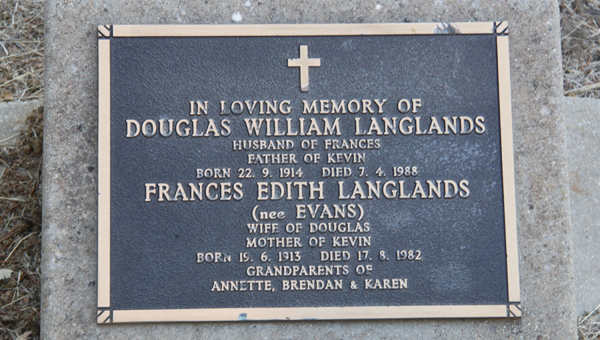 IN LOVING MEMORY OF
DOUGLAS WILLIAM LANGLANDS
HUSBAND OF FRANCES
FATHER OF KEVIN
BORN 22. 9. 1914 DIED 7. 4. 1988
FRANCES EDITH LANGLANDS
(nee EVANS)
WIFE OF DOUGLAS
MOTHER OF KEVIN
BORN 19. 6. 1913 DIED 17. 8. 1982
GRANDPARENTS OF
ANNETTE, BRENDAN & KAREN